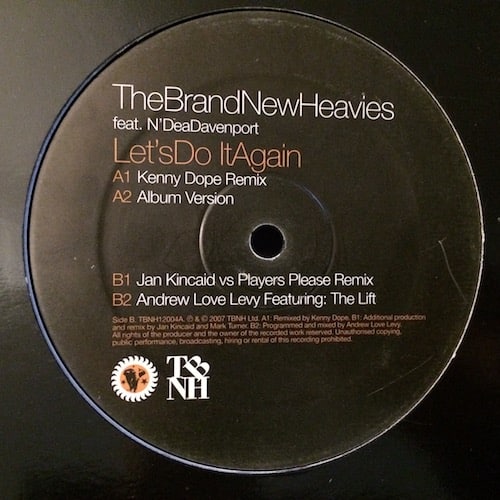 TheBrandNewHeavies
feat. N'DeaDavenport
Let'sDo ItAgain
A1 Kenny Dope Remix
A2 Album Version
B1 Jan Kincaid vs Players Please Remix
B2 Andrew Love Levy Featuring: The Lift
Side B. TBNH12004A. ℗ & © 2007 TBNH Ltd. A1: Remixed by Kenny Dope. B1: Additional production
and remix by Jan Kincaid and Mark Turner. B2: Programmed and mixed by Andrew Love Levy.
All rights of the producer and the owner of the recorded work reserved. Unauthorised copying,
public performance, broadcasting, hiring or rental of this recording prohibited.
TB
NH